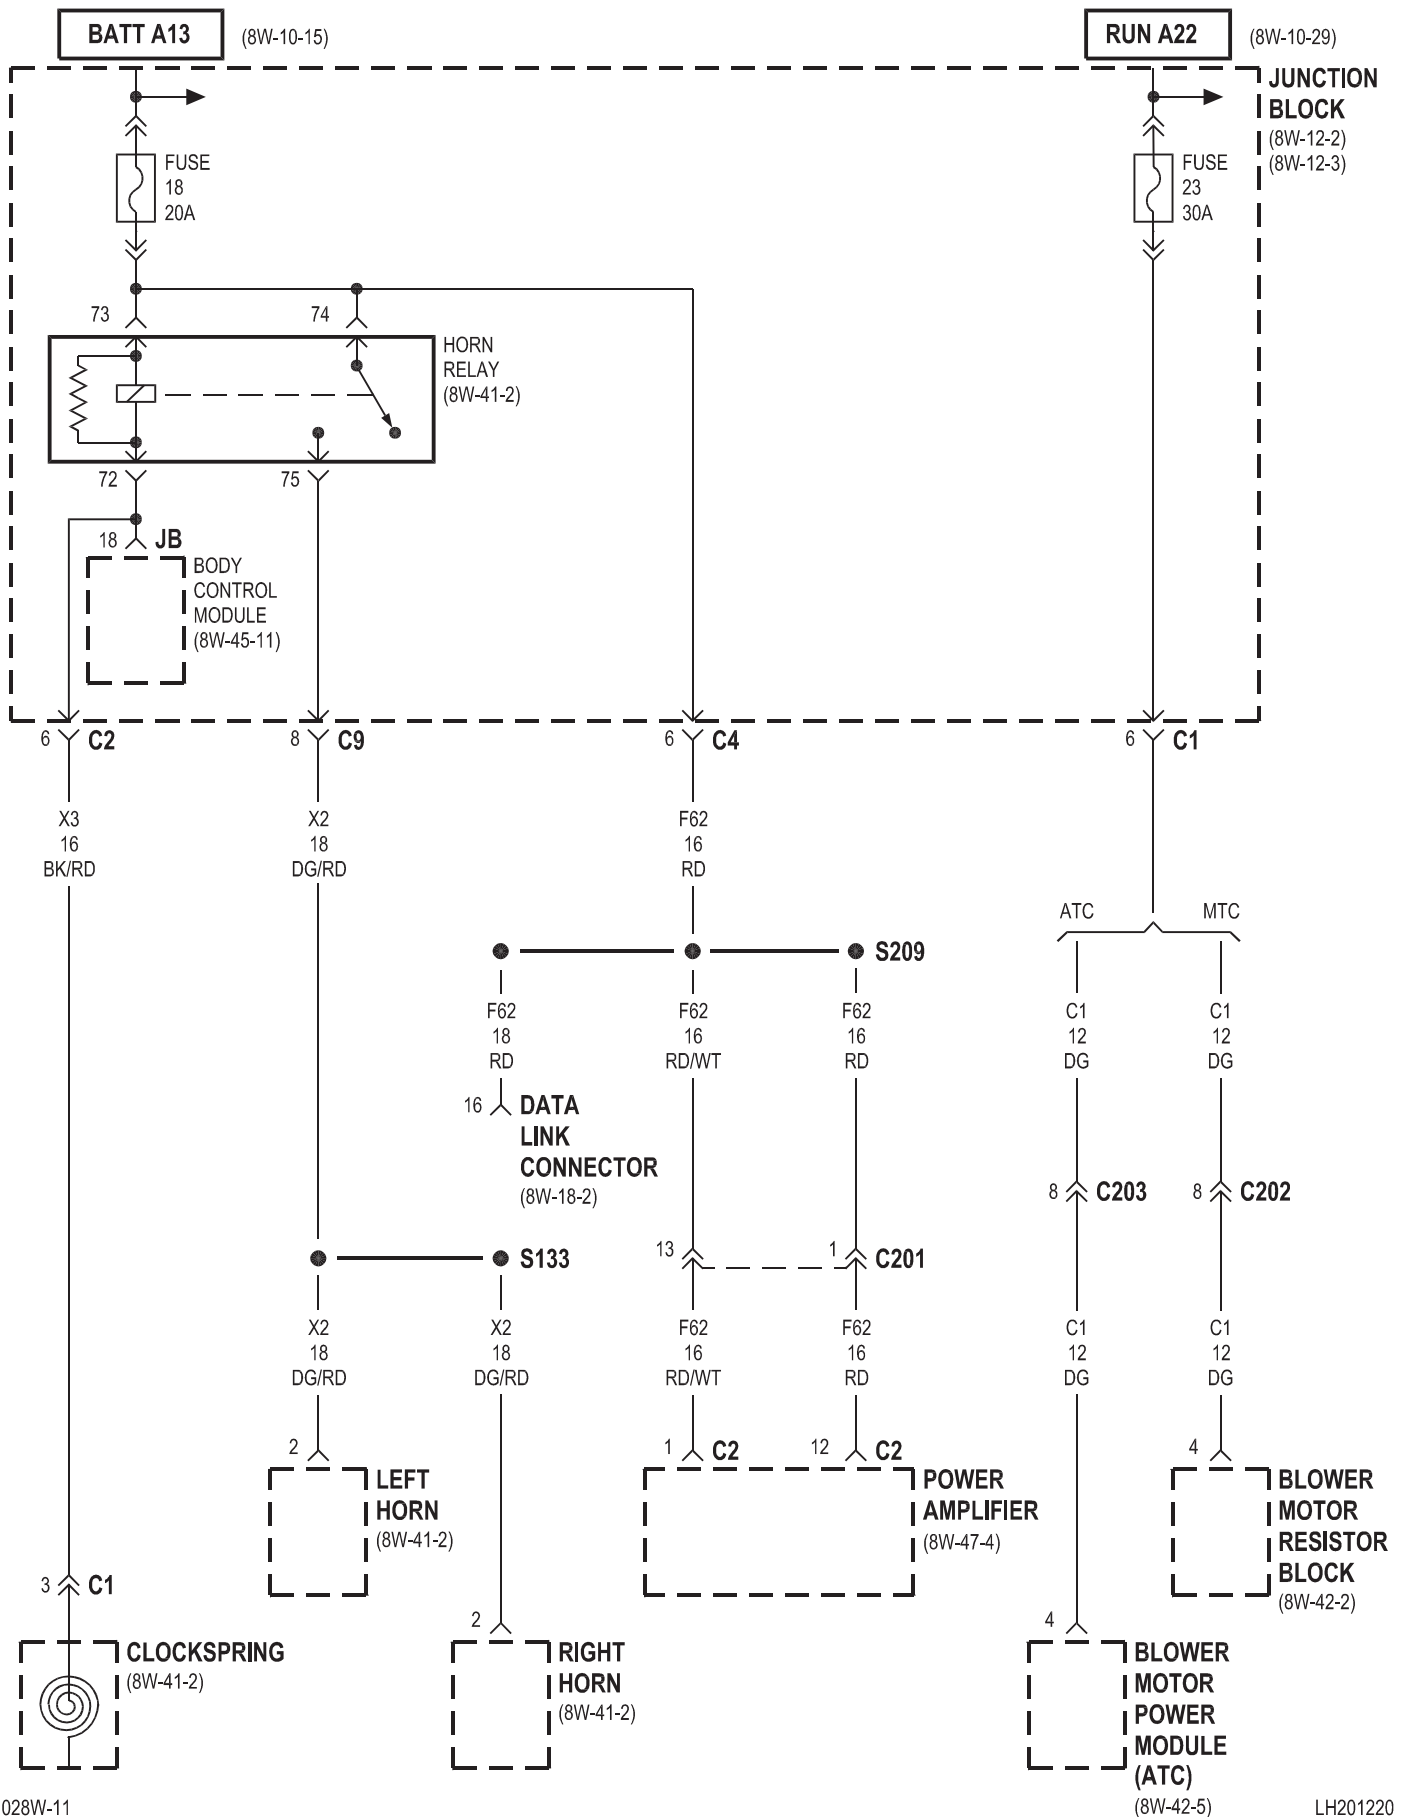 BATT A13
(8W-10-15)
RUN A22
(8W-10-29)
JUNCTION
BLOCK
(8W-12-2)
(8W-12-3)
FUSE
18
20A
FUSE
23
30A
73
74
HORN
RELAY
(8W-41-2)
72
75
18
JB
BODY
CONTROL
MODULE
(8W-45-11)
6
C2
8
C9
6
C4
6
C1
X3
16
BK/RD
X2
18
DG/RD
F62
16
RD
ATC
MTC
S209
F62
18
RD
F62
16
RD/WT
F62
16
RD
C1
12
DG
C1
12
DG
16
DATA
LINK
CONNECTOR
(8W-18-2)
8
C203
8
C202
S133
13
1
C201
X2
18
DG/RD
X2
18
DG/RD
F62
16
RD/WT
F62
16
RD
C1
12
DG
C1
12
DG
2
LEFT
HORN
(8W-41-2)
1
C2
12
C2
POWER
AMPLIFIER
(8W-47-4)
4
BLOWER
MOTOR
RESISTOR
BLOCK
(8W-42-2)
3
C1
CLOCKSPRING
(8W-41-2)
2
RIGHT
HORN
(8W-41-2)
4
BLOWER
MOTOR
POWER
MODULE
(ATC)
(8W-42-5)
028W-11
LH201220